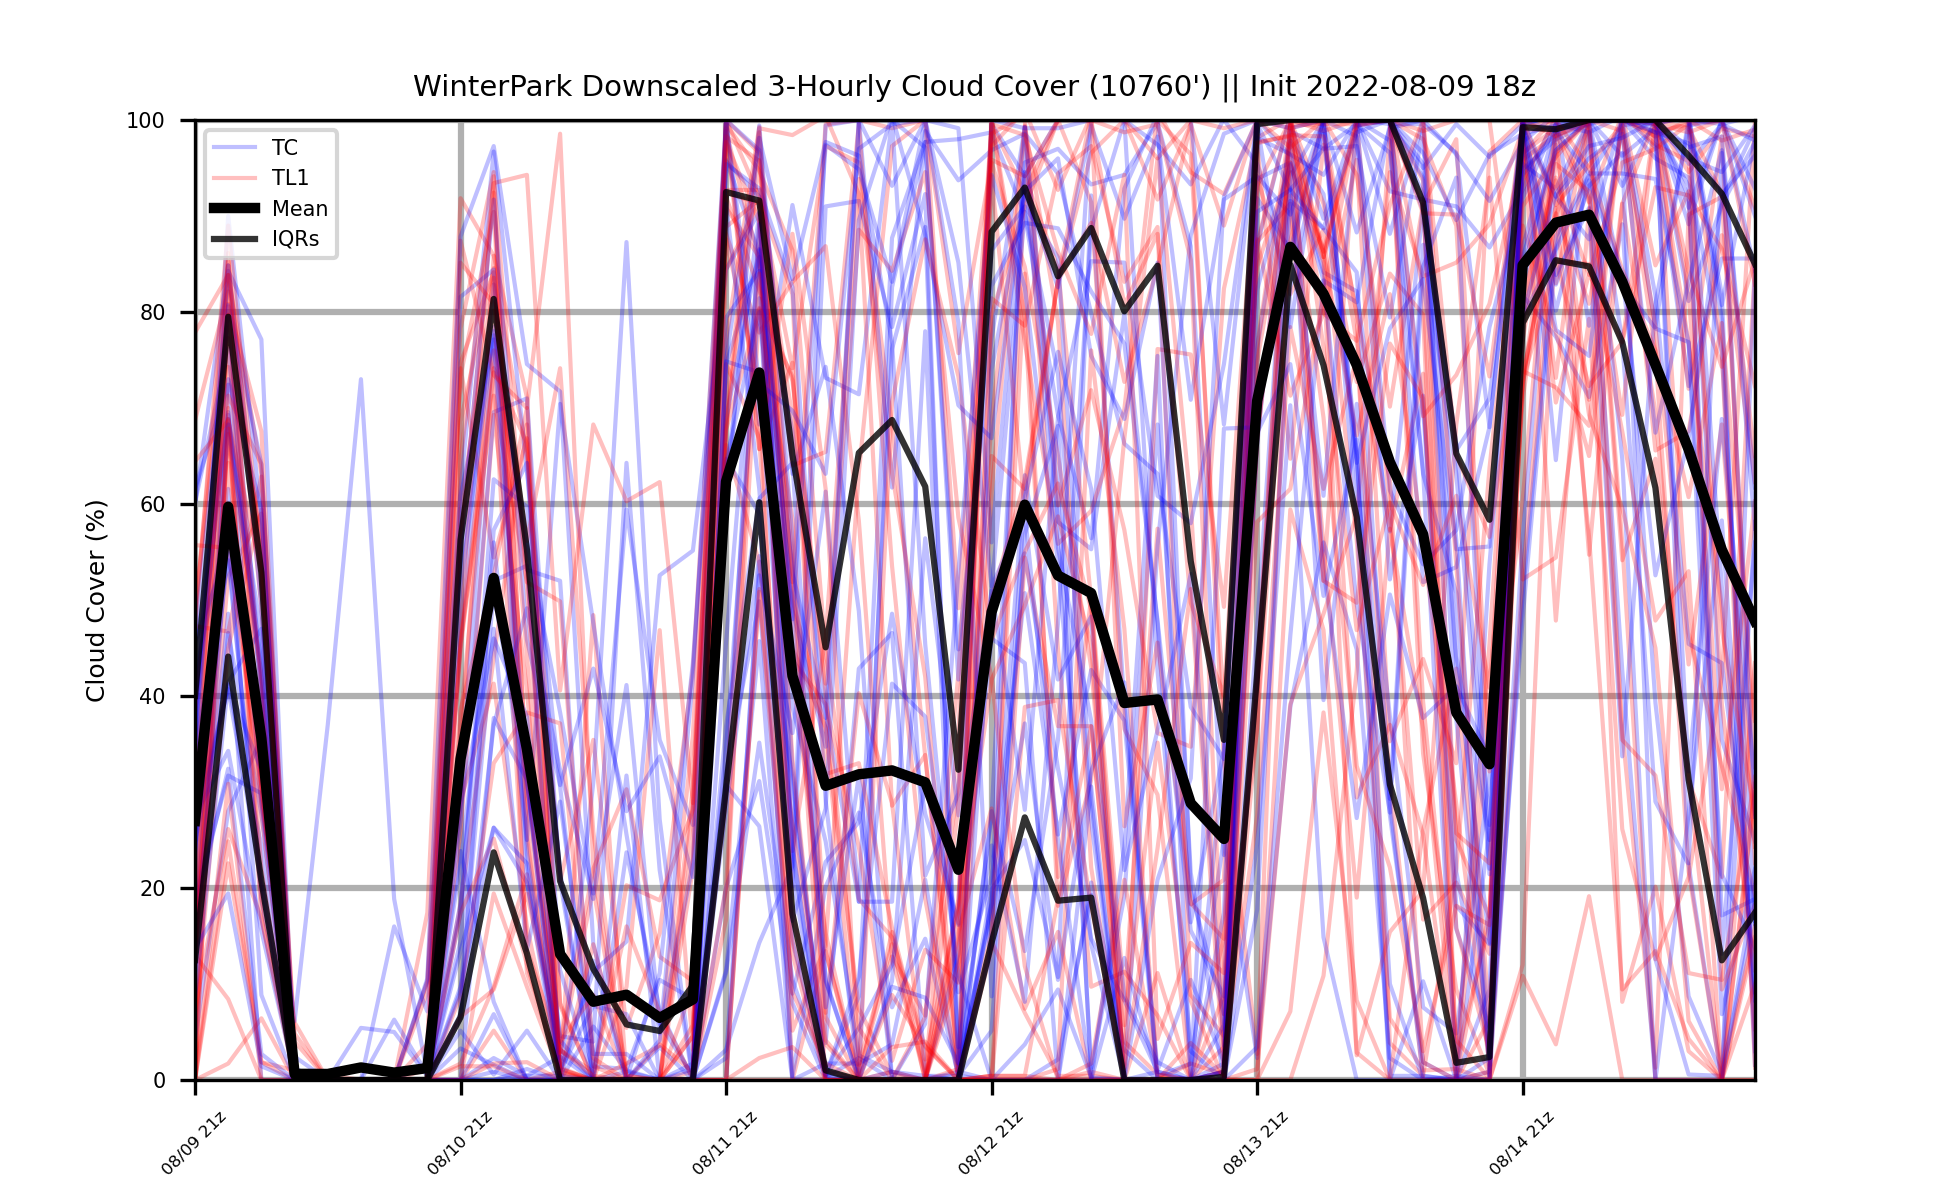 WinterPark Downscaled 3-Hourly Cloud Cover (10760') || Init 2022-08-09 18z
TC
TL1
Mean
IQRs
Cloud Cover (%)
100
80
60
40
20
0
08/09 21z
08/10 21z
08/11 21z
08/12 21z
08/13 21z
08/14 21z